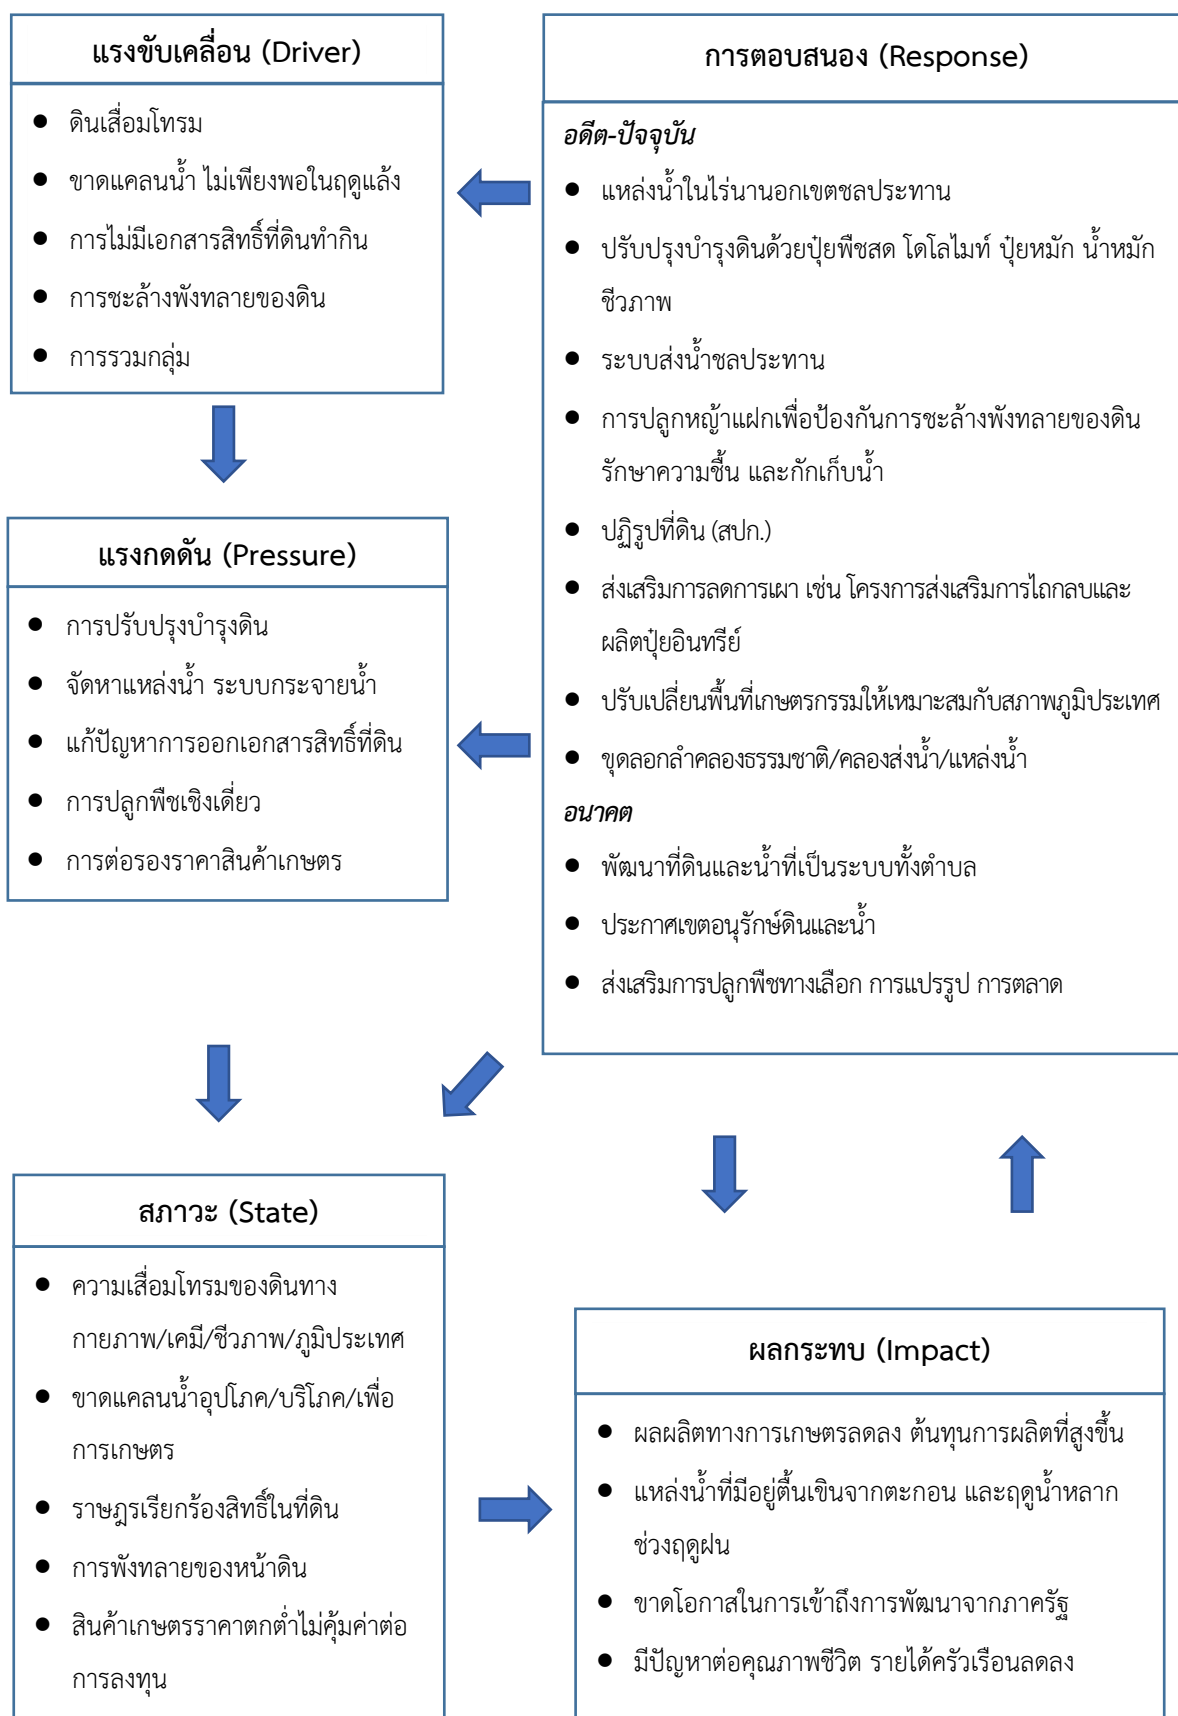 แรงขับเคลื่อน (Driver)
● ดินเสื่อมโทรม
● ขาดแคลนน้ำ ไม่เพียงพอในฤดูแล้ง
● การไม่มีเอกสารสิทธิ์ที่ดินทำกิน
● การชะล้างพังทลายของดิน
● การรวมกลุ่ม
แรงกดดัน (Pressure)
● การปรับปรุงบำรุงดิน
● จัดหาแหล่งน้ำ ระบบกระจายน้ำ
● แก้ปัญหาการออกเอกสารสิทธิ์ที่ดิน
● การปลูกพืชเชิงเดี่ยว
● การต่อรองราคาสินค้าเกษตร
การตอบสนอง (Response)
อดีต-ปัจจุบัน
● แหล่งน้ำในไร่นานอกเขตชลประทาน
● ปรับปรุงบำรุงดินด้วยปุ๋ยพืชสด โดโลไมท์ ปุ๋ยหมัก น้ำหมัก
ชีวภาพ
● ระบบส่งน้ำชลประทาน
● การปลูกหญ้าแฝกเพื่อป้องกันการชะล้างพังทลายของดิน
รักษาความชื้น และกักเก็บน้ำ
● ปฏิรูปที่ดิน (สปก.)
● ส่งเสริมการลดการเผา เช่น โครงการส่งเสริมการไถกลบและ
ผลิตปุ๋ยอินทรีย์
● ปรับเปลี่ยนพื้นที่เกษตรกรรมให้เหมาะสมกับสภาพภูมิประเทศ
● ขุดลอกลำคลองธรรมชาติ/คลองส่งน้ำ/แหล่งน้ำ
อนาคต
● พัฒนาที่ดินและน้ำที่เป็นระบบทั้งตำบล
● ประกาศเขตอนุรักษ์ดินและน้ำ
● ส่งเสริมการปลูกพืชทางเลือก การแปรรูป การตลาด
สภาวะ (State)
● ความเสื่อมโทรมของดินทาง
กายภาพ/เคมี/ชีวภาพ/ภูมิประเทศ
● ขาดแคลนน้ำอุปโภค/บริโภค/เพื่อ
การเกษตร
● ราษฎรเรียกร้องสิทธิ์ในที่ดิน
● การพังทลายของหน้าดิน
● สินค้าเกษตรราคาตกต่ำไม่คุ้มค่าต่อ
การลงทุน
ผลกระทบ (Impact)
● ผลผลิตทางการเกษตรลดลง ต้นทุนการผลิตที่สูงขึ้น
● แหล่งน้ำที่มีอยู่ตื้นเขินจากตะกอน และฤดูน้ำหลาก
ช่วงฤดูฝน
● ขาดโอกาสในการเข้าถึงการพัฒนาจากภาครัฐ
● มีปัญหาต่อคุณภาพชีวิต รายได้ครัวเรือนลดลง